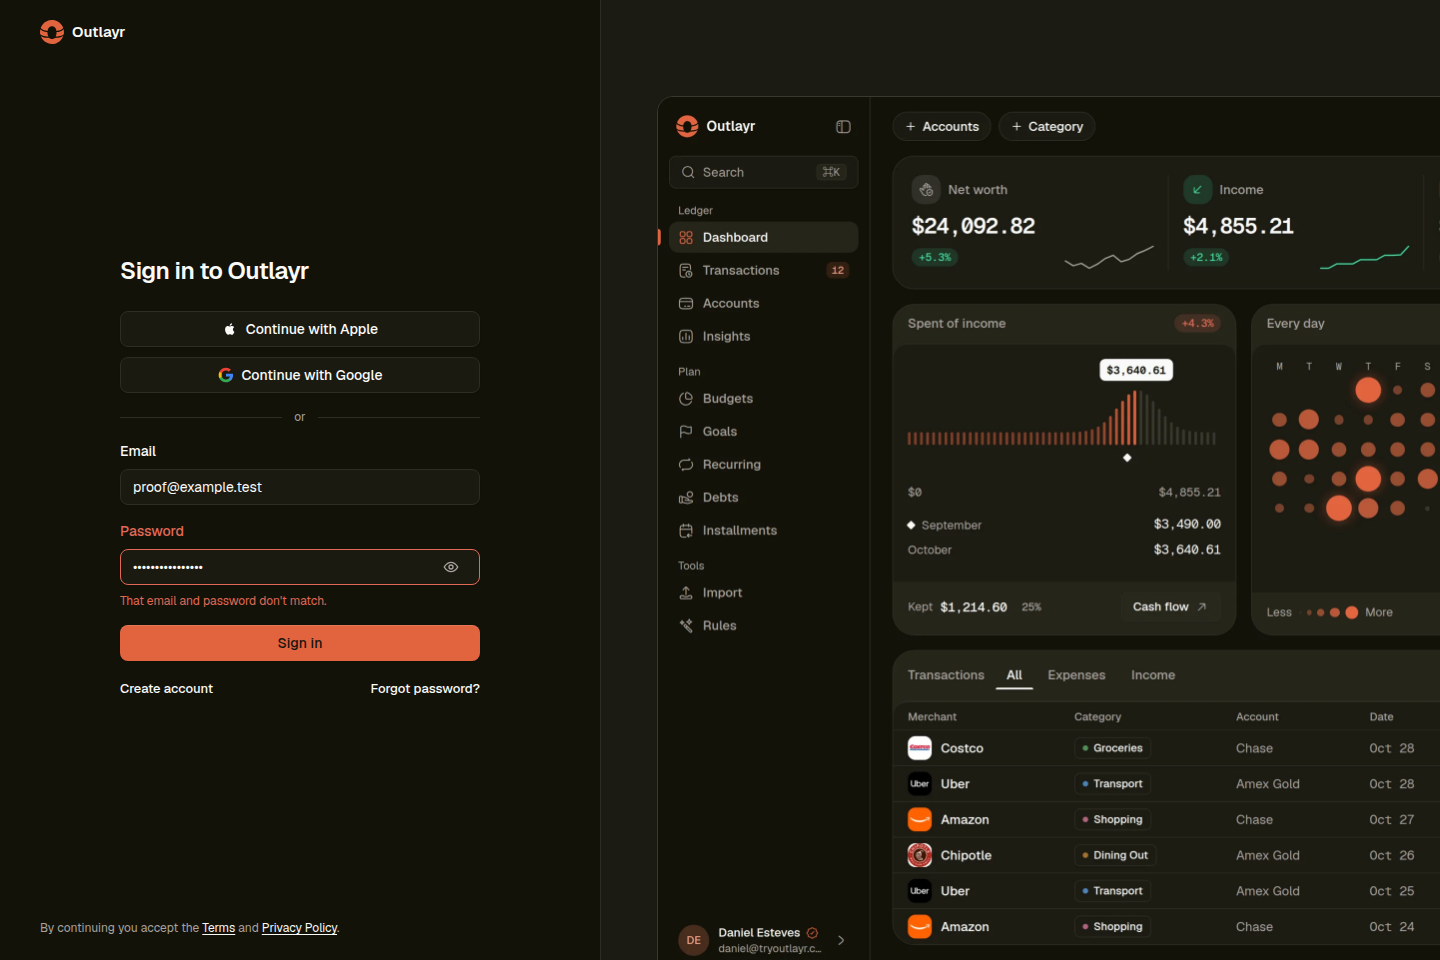 Outlayr
Sign in to Outlayr
Continue with Apple
Continue with Google
or
Email
proof@example.test
Password
••••••••••••••••
That email and password don't match.
Sign in
Create account
Forgot password?
By continuing you accept the Terms and Privacy Policy.
Outlayr
Search
⌘K
Ledger
Dashboard
Transactions 12
Accounts
Insights
Plan
Budgets
Goals
Recurring
Debts
Installments
Tools
Import
Rules
DE
Daniel Esteves
daniel@tryoutlayr.c...
+ Accounts
+ Category
Net worth
$24,092.82
+5.3%
Income
$4,855.21
+2.1%
Spent of income
+4.3%
$3,640.61
$0
$4,855.21
September $3,490.00
October $3,640.61
Kept $1,214.60 25%
Cash flow
Every day
M T W T F S
Less
More
Transactions All Expenses Income
Merchant Category Account Date
Costco Groceries Chase Oct 28
Uber Uber Transport Amex Gold Oct 28
Amazon Shopping Chase Oct 27
Chipotle Dining Out Amex Gold Oct 26
Uber Uber Transport Amex Gold Oct 25
Amazon Shopping Chase Oct 24